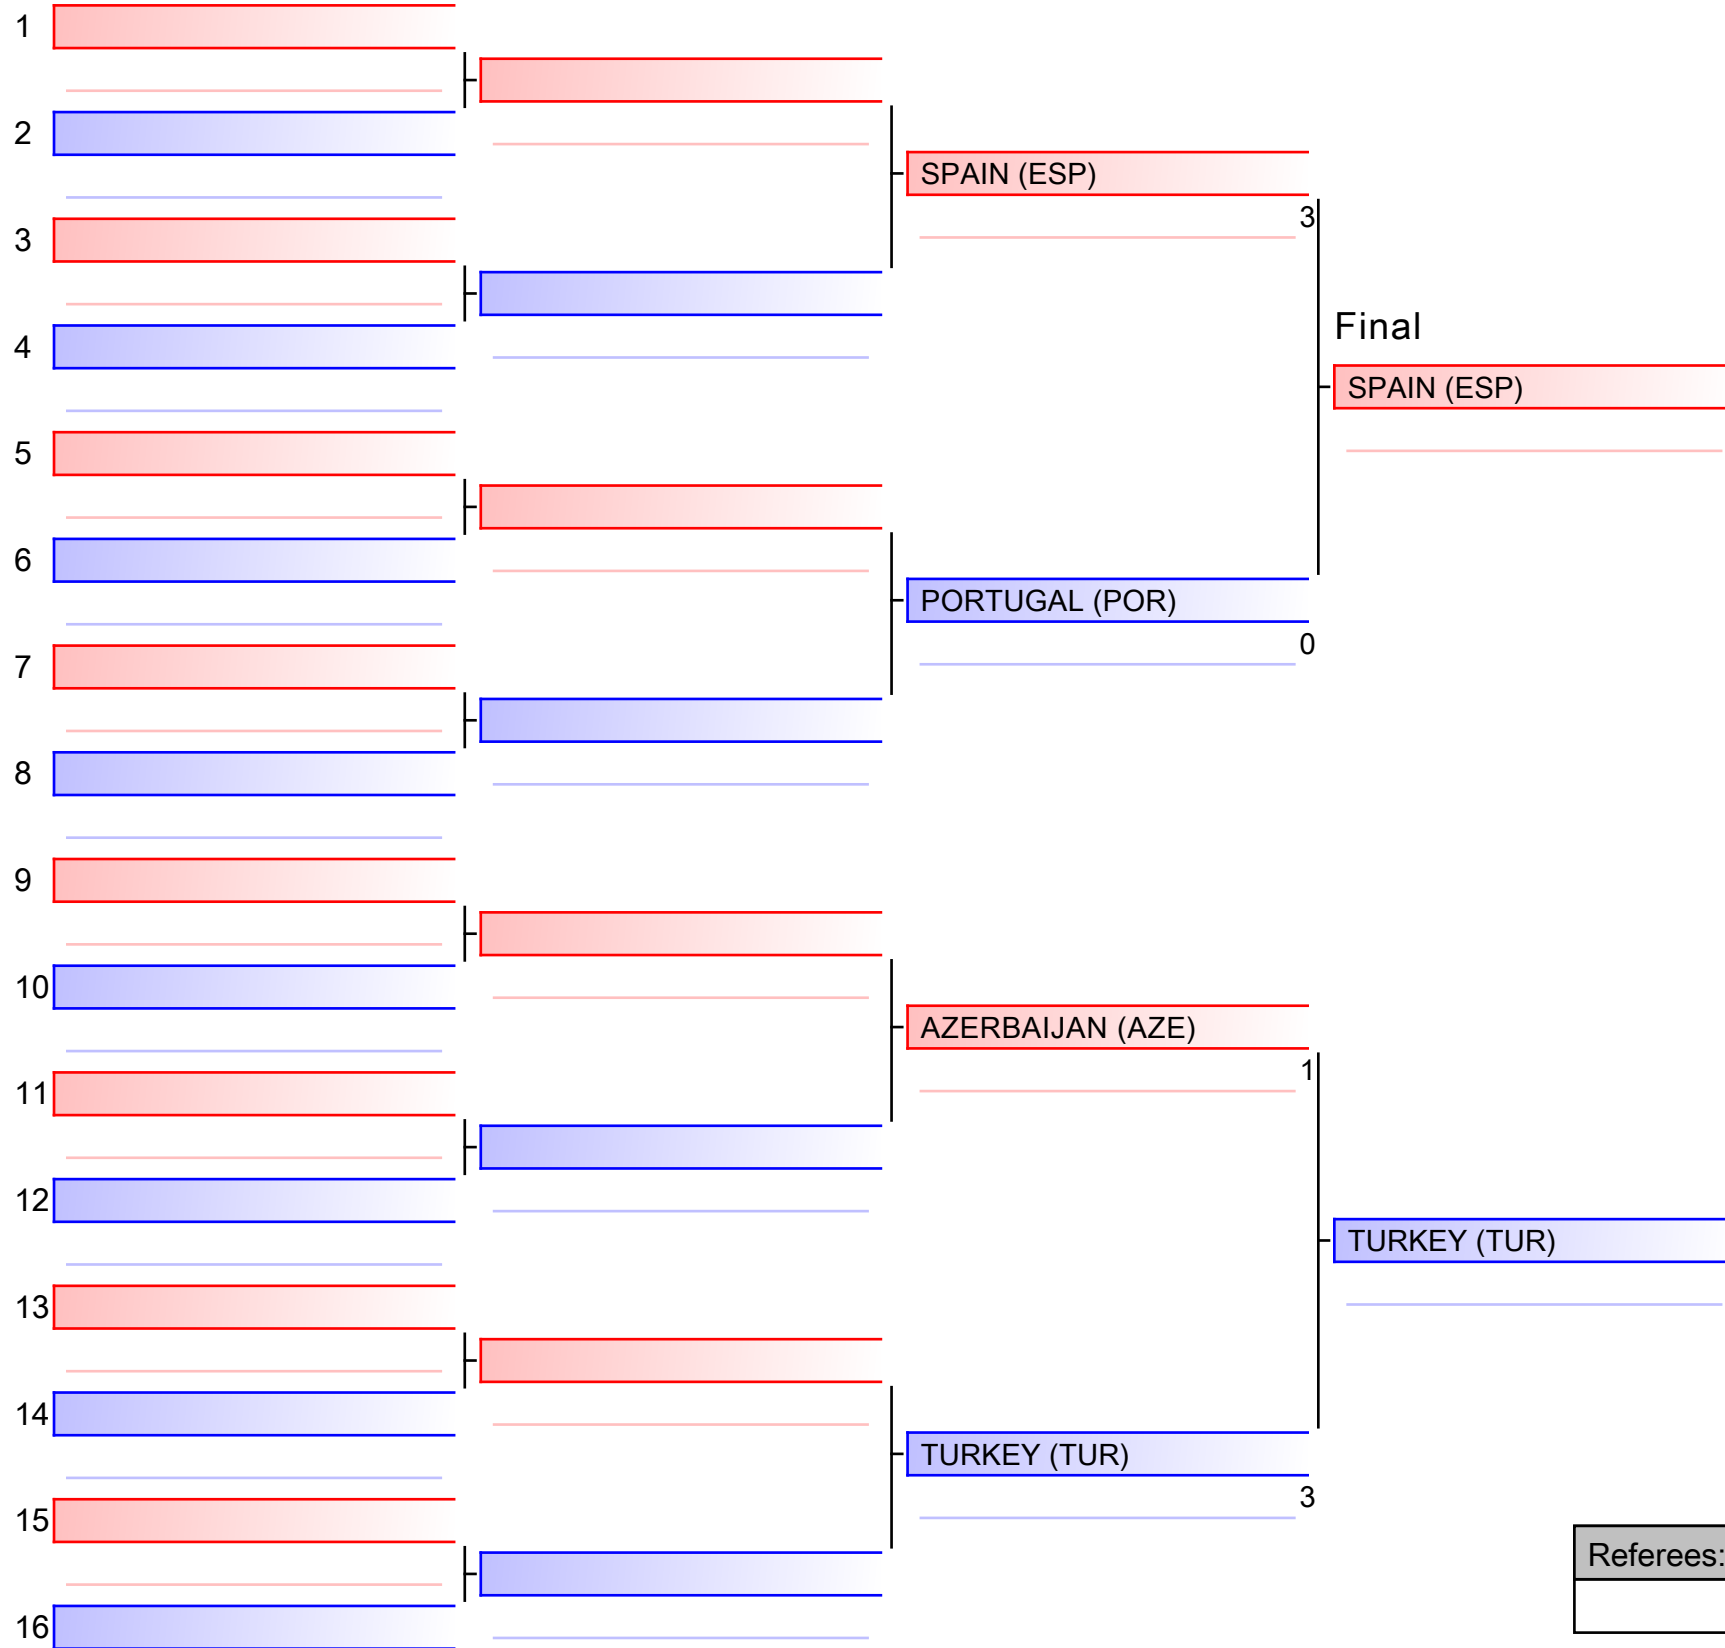 1
2
SPAIN (ESP)
3
3
Final
4
SPAIN (ESP)
5
6
PORTUGAL (POR)
0
7
8
9
10
AZERBAIJAN (AZE)
1
11
12
TURKEY (TUR)
13
14
TURKEY (TUR)
3
15
Referees:
16